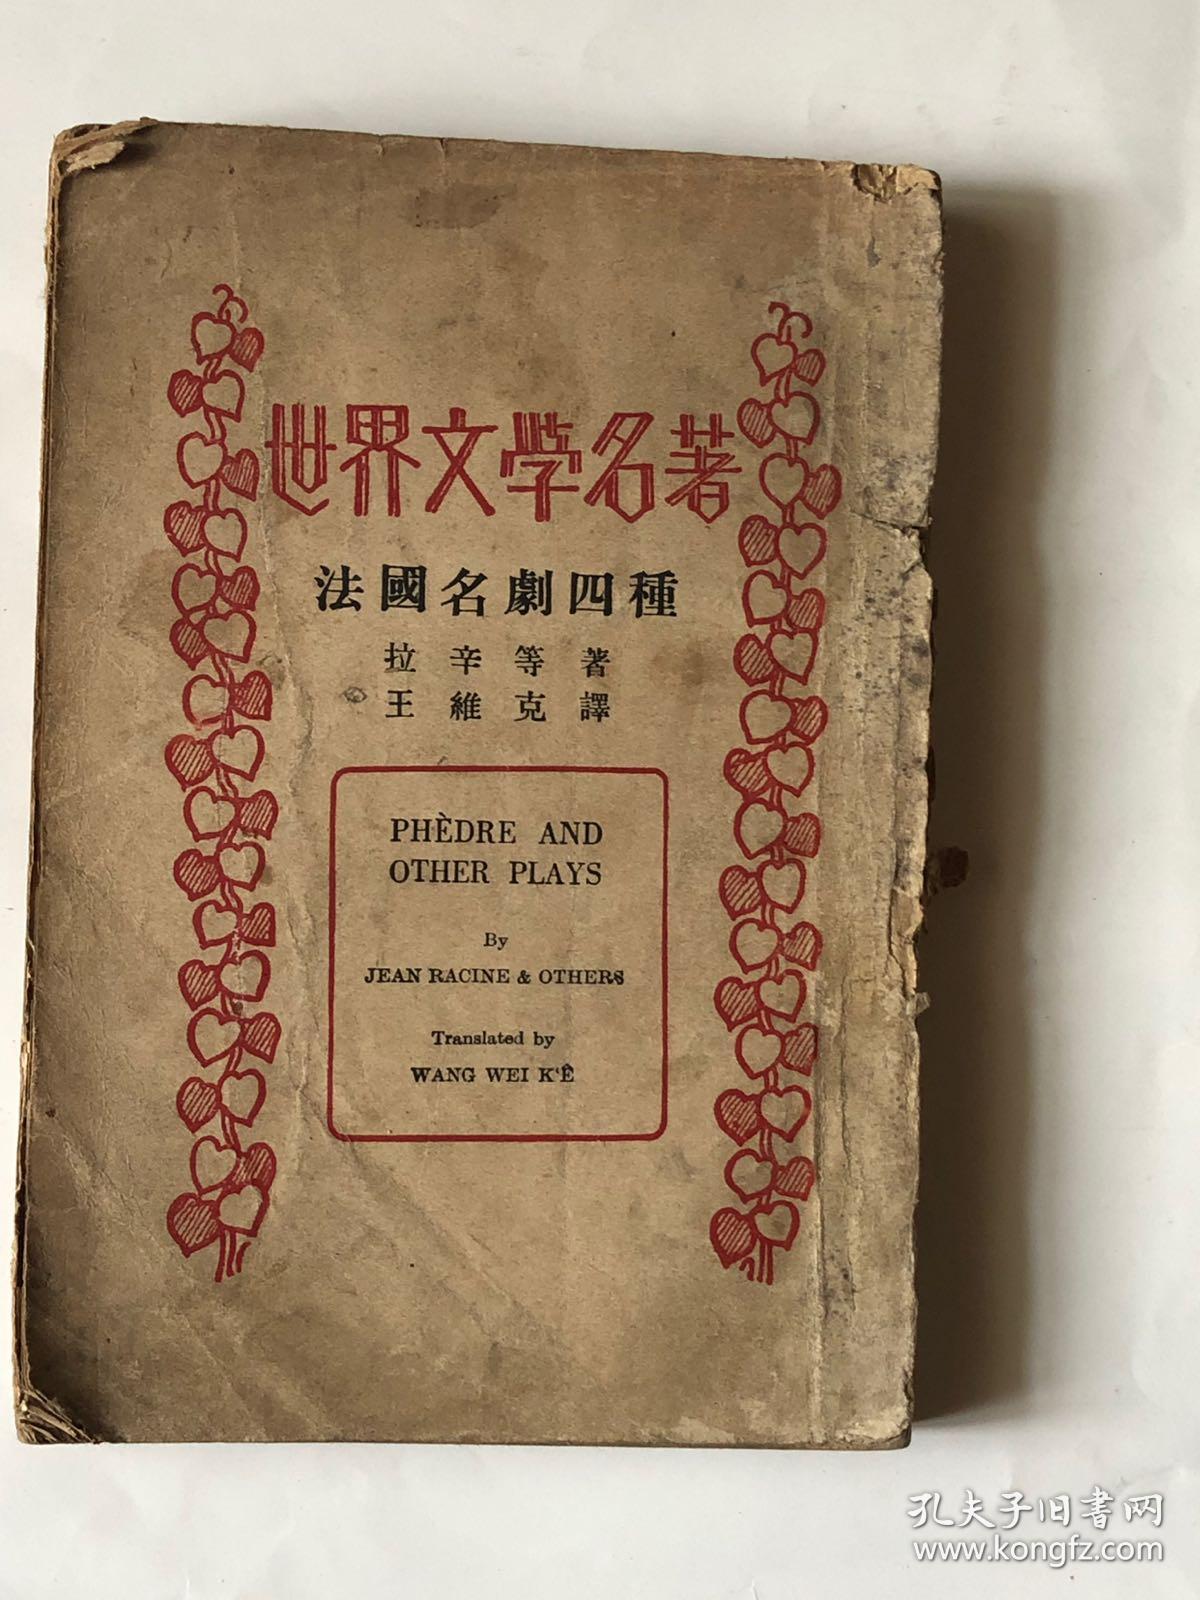 世界文學名著
法國名劇四種
拉辛等著
王維克譯
PHÈDRE AND
OTHER PLAYS
By
JEAN RACINE & OTHERS
Translated by
WANG WEI K'Ê
孔夫子旧书网
www.kongfz.com